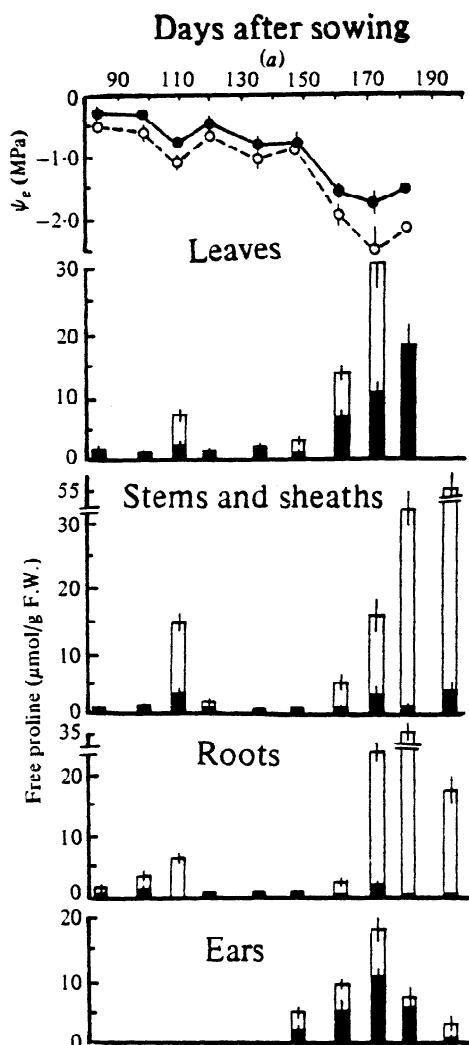 Days after sowing
(a)
90 110 130 150 170 190
0
-1·0
-2·0
ψe (MPa)
Leaves
30
20
10
0
Stems and sheaths
55
30
20
10
0
Free proline (μmol/g F.W.)
Roots
35
20
10
0
Ears
20
10
0